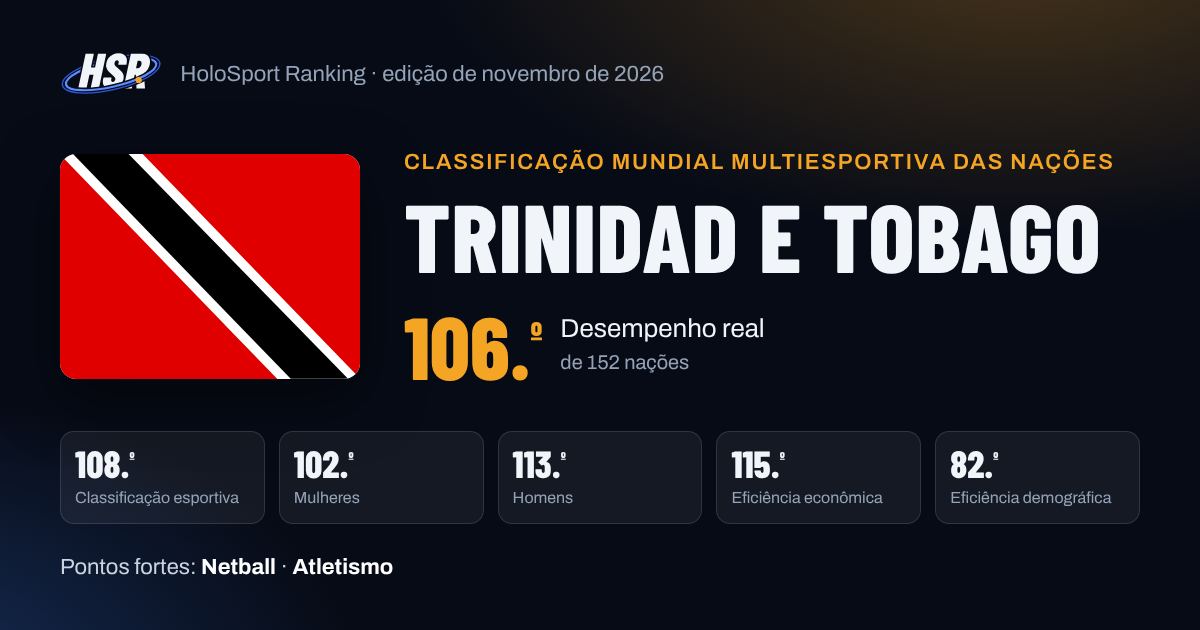 HSR
HoloSport Ranking · edição de novembro de 2026
CLASSIFICAÇÃO MUNDIAL MULTIESPORTIVA DAS NAÇÕES
TRINIDAD E TOBAGO
106.º
Desempenho real
de 152 nações
108.º
Classificação esportiva
102.º
Mulheres
113.º
Homens
115.º
Eficiência econômica
82.º
Eficiência demográfica
Pontos fortes: Netball · Atletismo